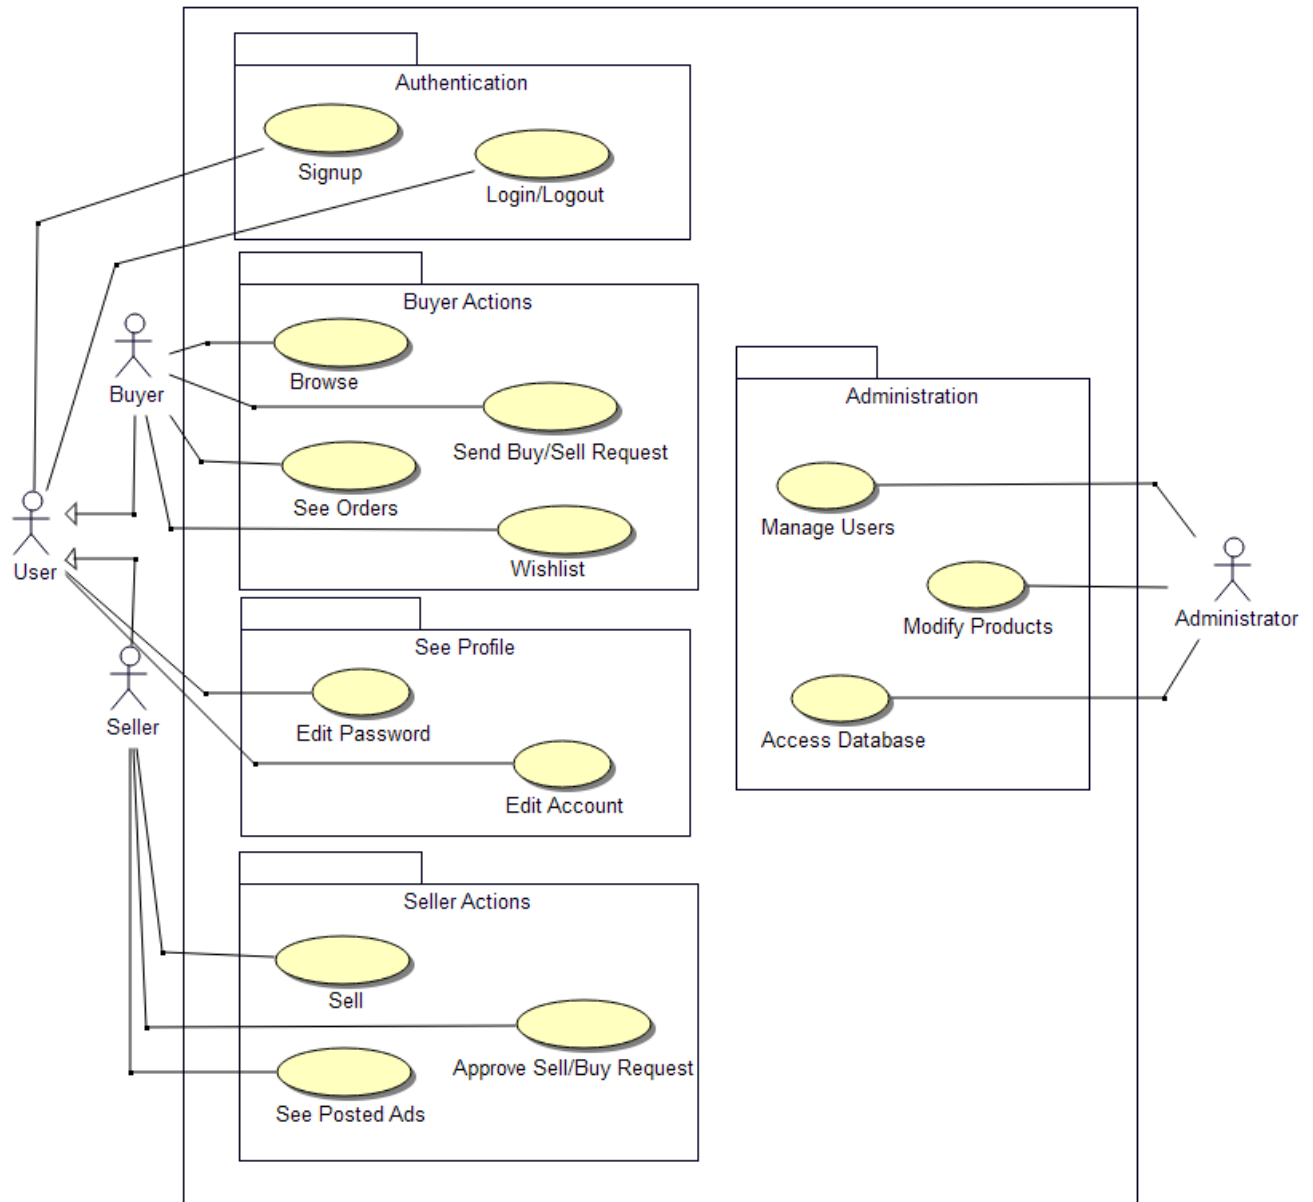 Authentication
Signup
Login/Logout
Buyer Actions
Browse
Send Buy/Sell Request
See Orders
Wishlist
Buyer
User
See Profile
Edit Password
Edit Account
Seller
Seller Actions
Sell
Approve Sell/Buy Request
See Posted Ads
Administration
Manage Users
Modify Products
Access Database
Administrator